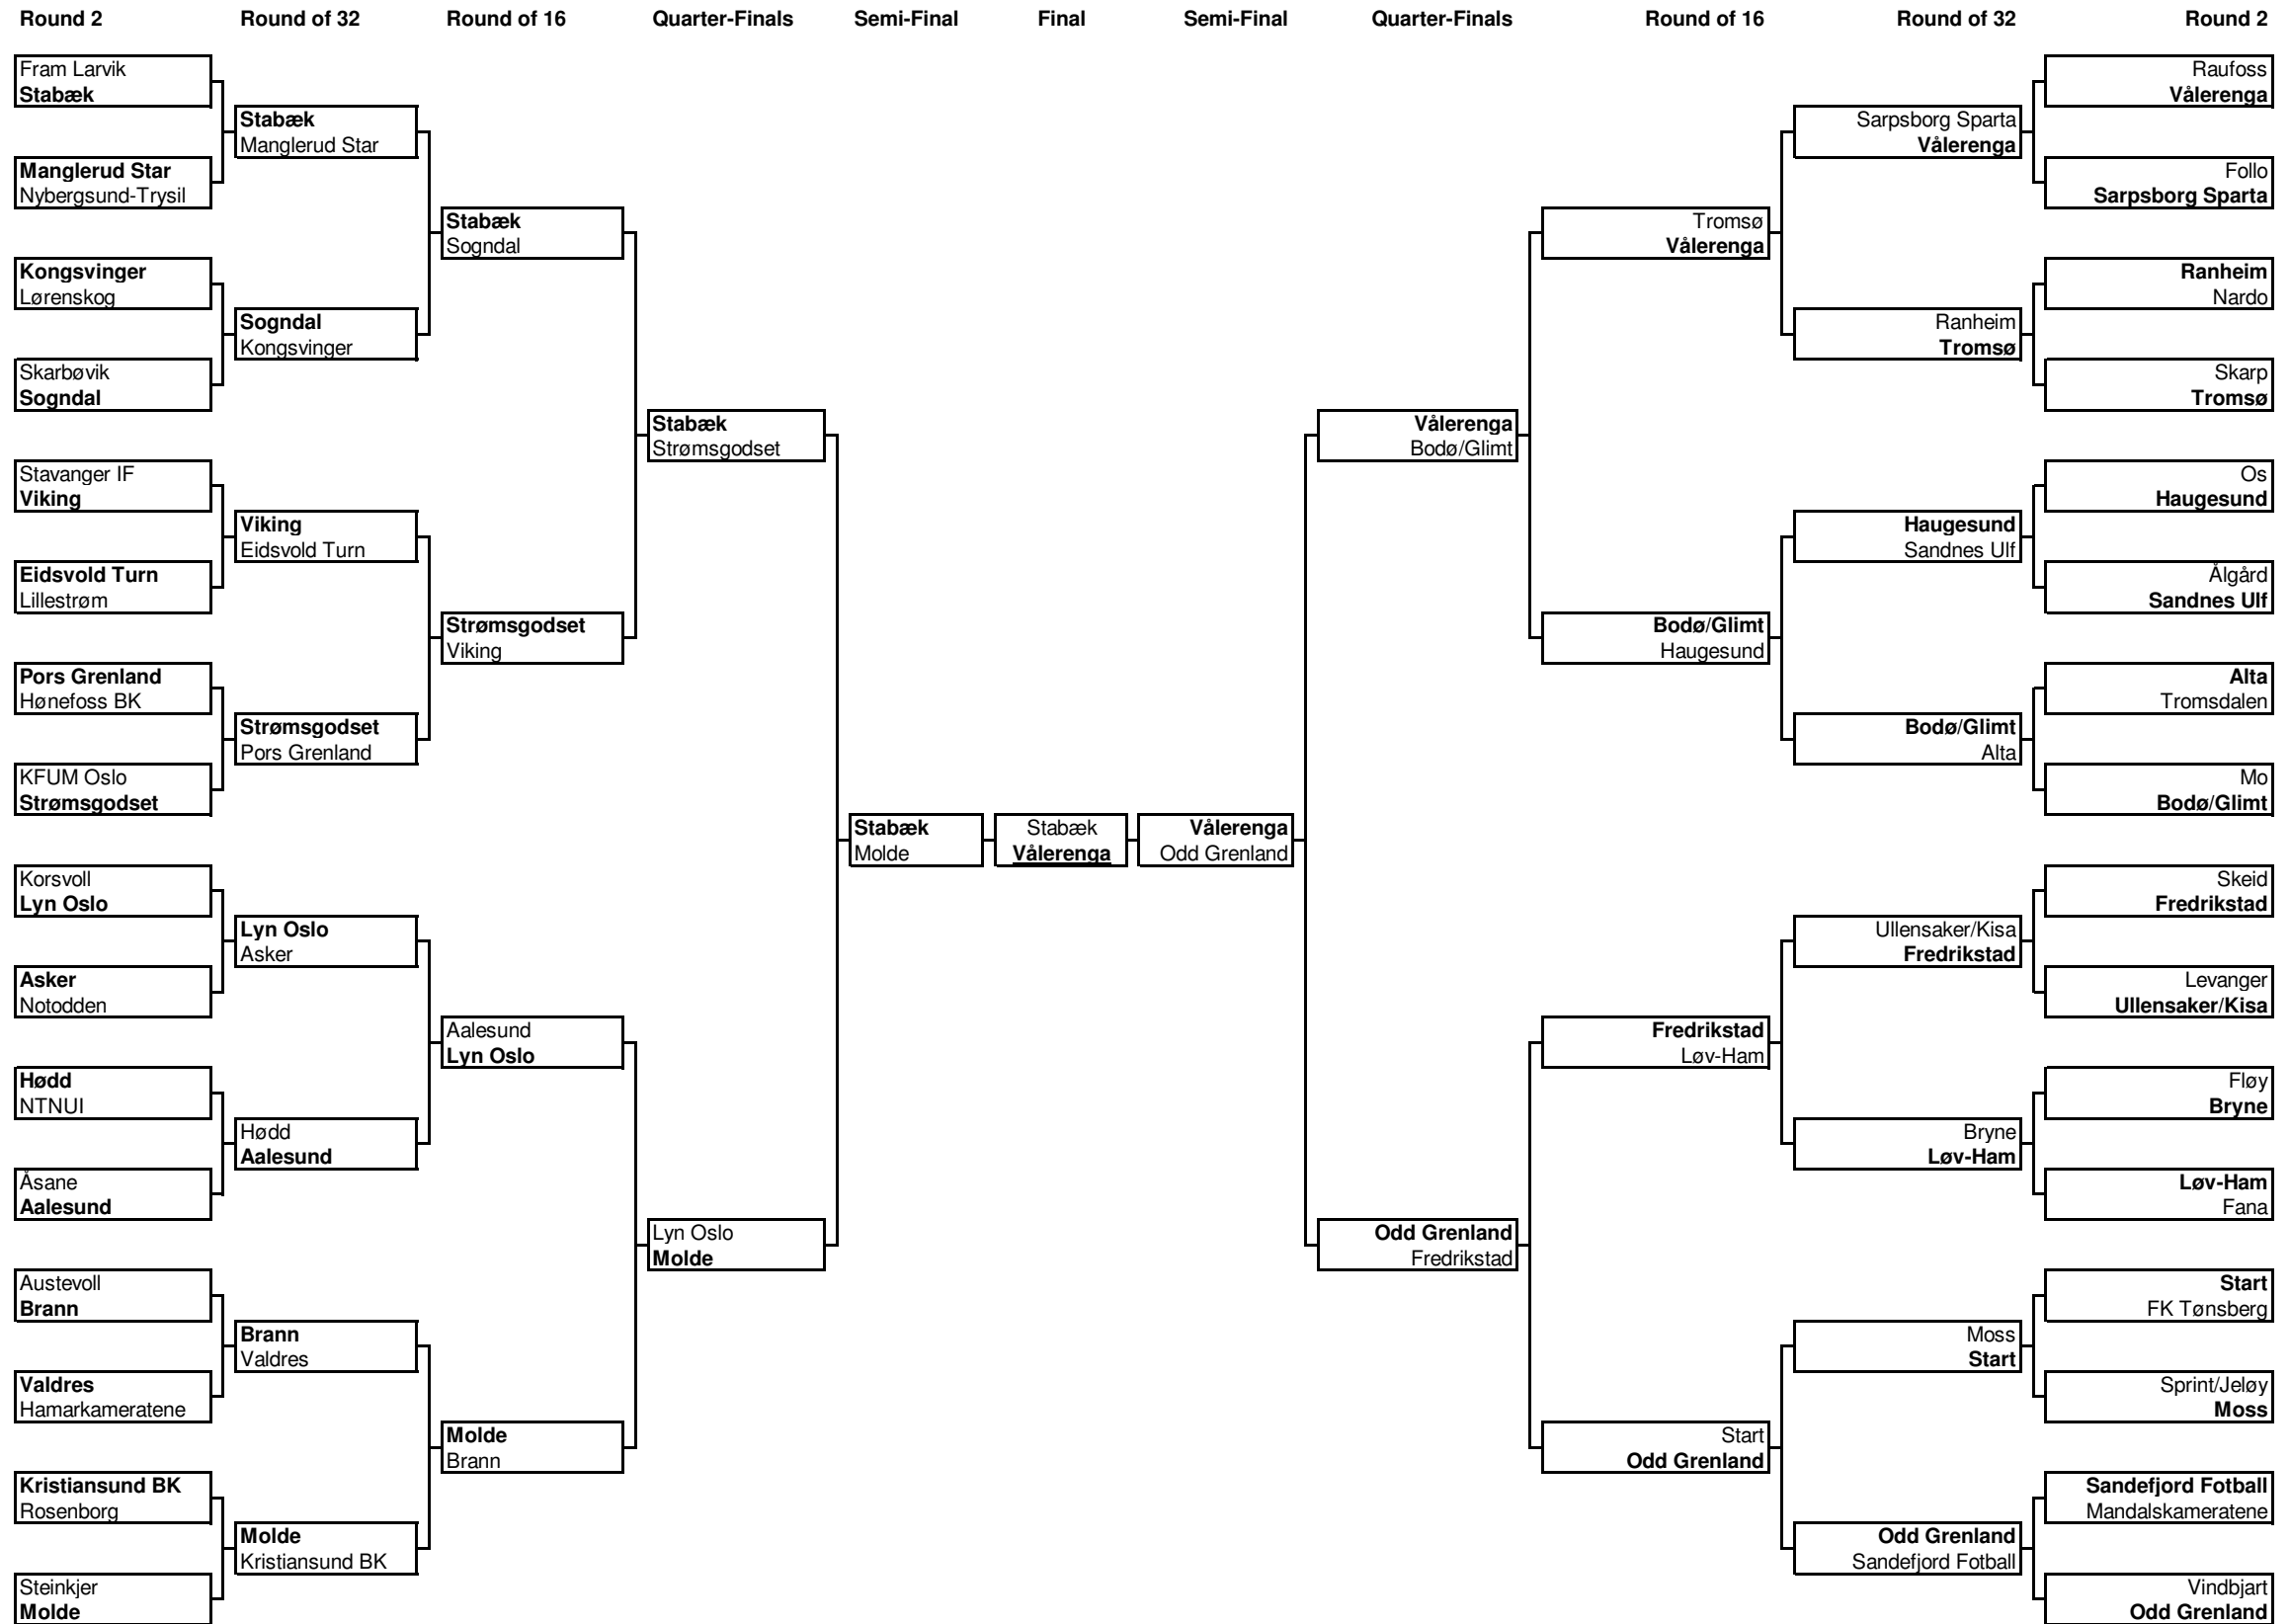 Round 2
Round of 32
Round of 16
Quarter-Finals
Semi-Final
Final
Semi-Final
Quarter-Finals
Round of 16
Round of 32
Round 2
Fram Larvik
Stabæk
Manglerud Star
Nybergsund-Trysil
Kongsvinger
Lørenskog
Skarbøvik
Sogndal
Stavanger IF
Viking
Eidsvold Turn
Lillestrøm
Pors Grenland
Hønefoss BK
KFUM Oslo
Strømsgodset
Korsvoll
Lyn Oslo
Asker
Notodden
Hødd
NTNUI
Åsane
Aalesund
Austevoll
Brann
Valdres
Hamarkameratene
Kristiansund BK
Rosenborg
Steinkjer
Molde
Stabæk
Manglerud Star
Sogndal
Kongsvinger
Viking
Eidsvold Turn
Strømsgodset
Pors Grenland
Lyn Oslo
Asker
Hødd
Aalesund
Brann
Valdres
Molde
Kristiansund BK
Stabæk
Sogndal
Strømsgodset
Viking
Aalesund
Lyn Oslo
Molde
Brann
Stabæk
Strømsgodset
Lyn Oslo
Molde
Stabæk
Molde
Stabæk
Vålerenga
Vålerenga
Odd Grenland
Vålerenga
Bodø/Glimt
Odd Grenland
Fredrikstad
Tromsø
Vålerenga
Bodø/Glimt
Haugesund
Fredrikstad
Løv-Ham
Start
Odd Grenland
Sarpsborg Sparta
Vålerenga
Ranheim
Tromsø
Haugesund
Sandnes Ulf
Bodø/Glimt
Alta
Ullensaker/Kisa
Fredrikstad
Bryne
Løv-Ham
Moss
Start
Odd Grenland
Sandefjord Fotball
Raufoss
Vålerenga
Follo
Sarpsborg Sparta
Ranheim
Nardo
Skarp
Tromsø
Os
Haugesund
Ålgård
Sandnes Ulf
Alta
Tromsdalen
Mo
Bodø/Glimt
Skeid
Fredrikstad
Levanger
Ullensaker/Kisa
Fløy
Bryne
Løv-Ham
Fana
Start
FK Tønsberg
Sprint/Jeløy
Moss
Sandefjord Fotball
Mandalskameratene
Vindbjart
Odd Grenland